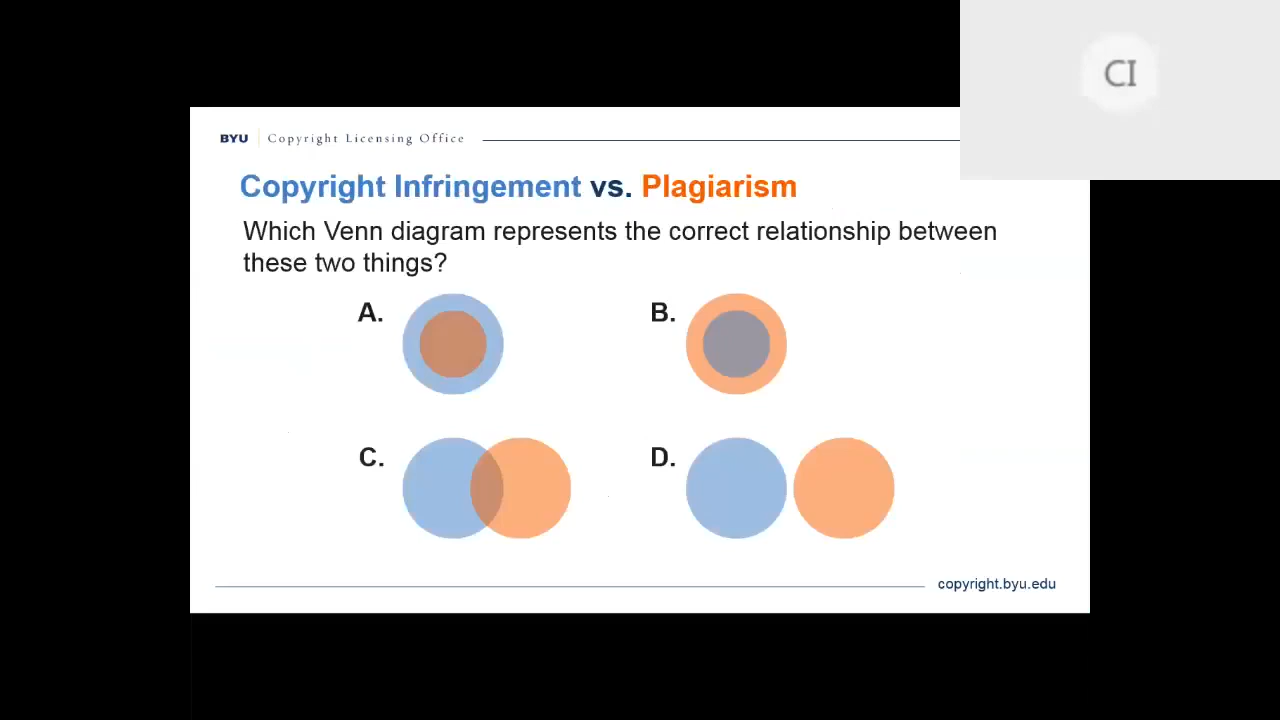 CI
BYU Copyright Licensing Office
Copyright Infringement vs. Plagiarism
Which Venn diagram represents the correct relationship between
these two things?
A.
B.
C.
D.
copyright.byu.edu